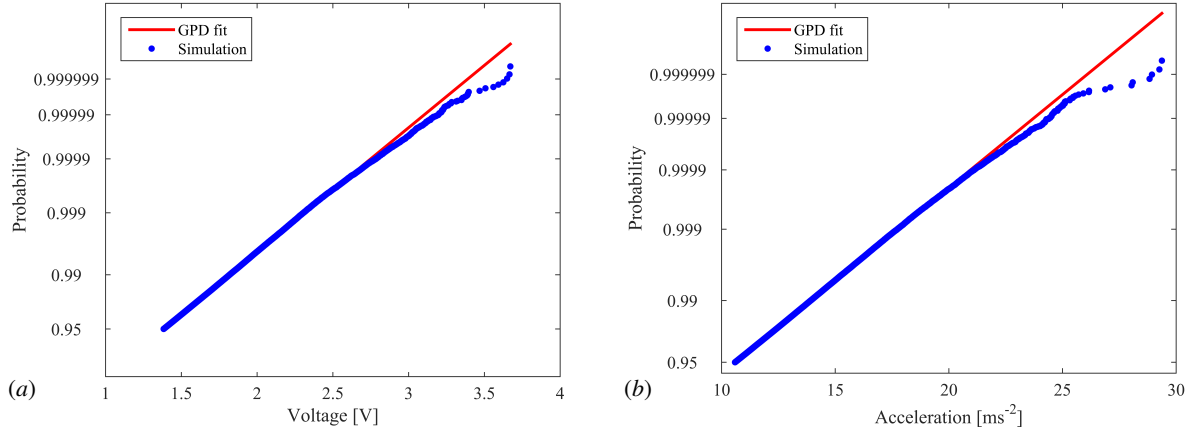 GPD fit
Simulation
0.999999
0.99999
0.9999
0.999
0.99
0.95
Probability
1
1.5
2
2.5
3
3.5
4
Voltage [V]
(a)
GPD fit
Simulation
0.999999
0.99999
0.9999
0.999
0.99
0.95
Probability
10
15
20
25
30
Acceleration [ms⁻²]
(b)